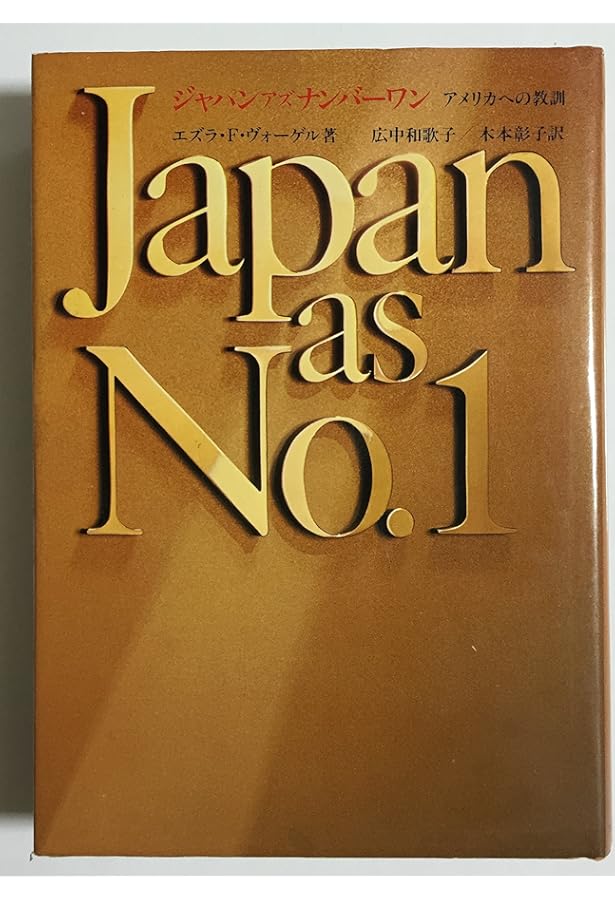 ジャパンアズナンバーワン アメリカへの教訓
エズラ・F・ヴォーゲル著 広中和歌子／木本彰子訳
Japan
as
No.1